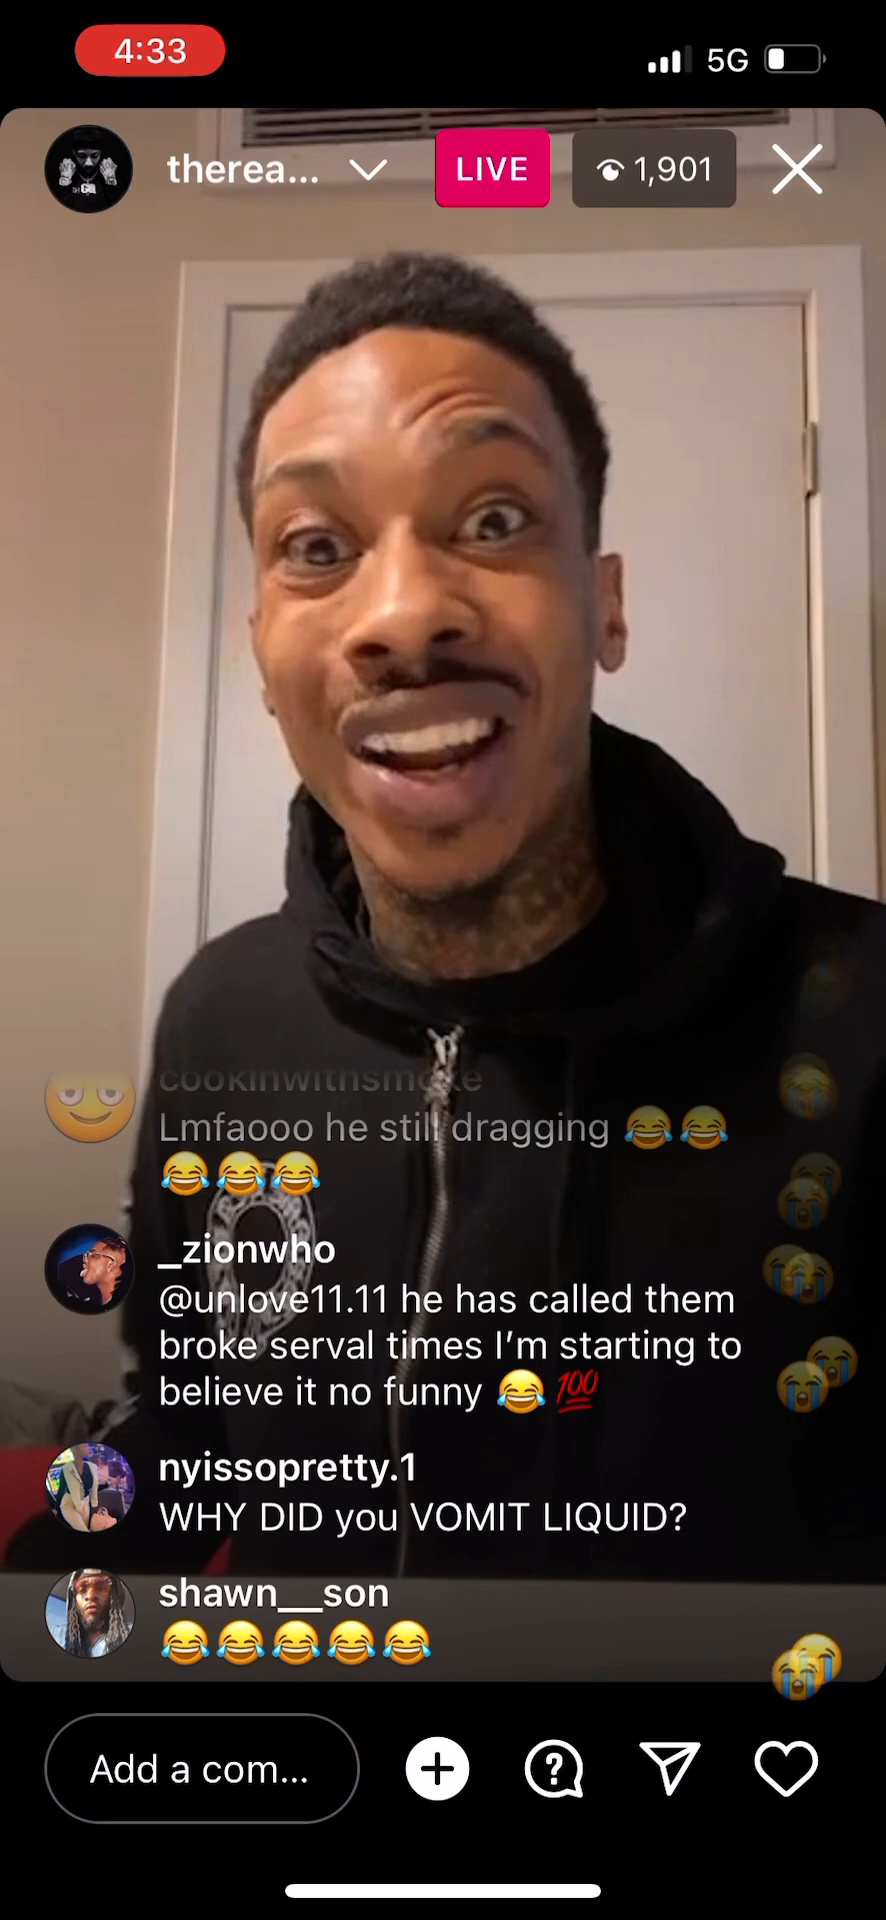 4:33
5G
therea...
LIVE
1,901
cookinwithsmoke
Lmfaooo he still dragging 😂😂
😂😂😂
_zionwho
@unlove11.11 he has called them
broke serval times I’m starting to
believe it no funny 😂💯
nyissopretty.1
WHY DID you VOMIT LIQUID?
shawn__son
😂😂😂😂😂
Add a com...